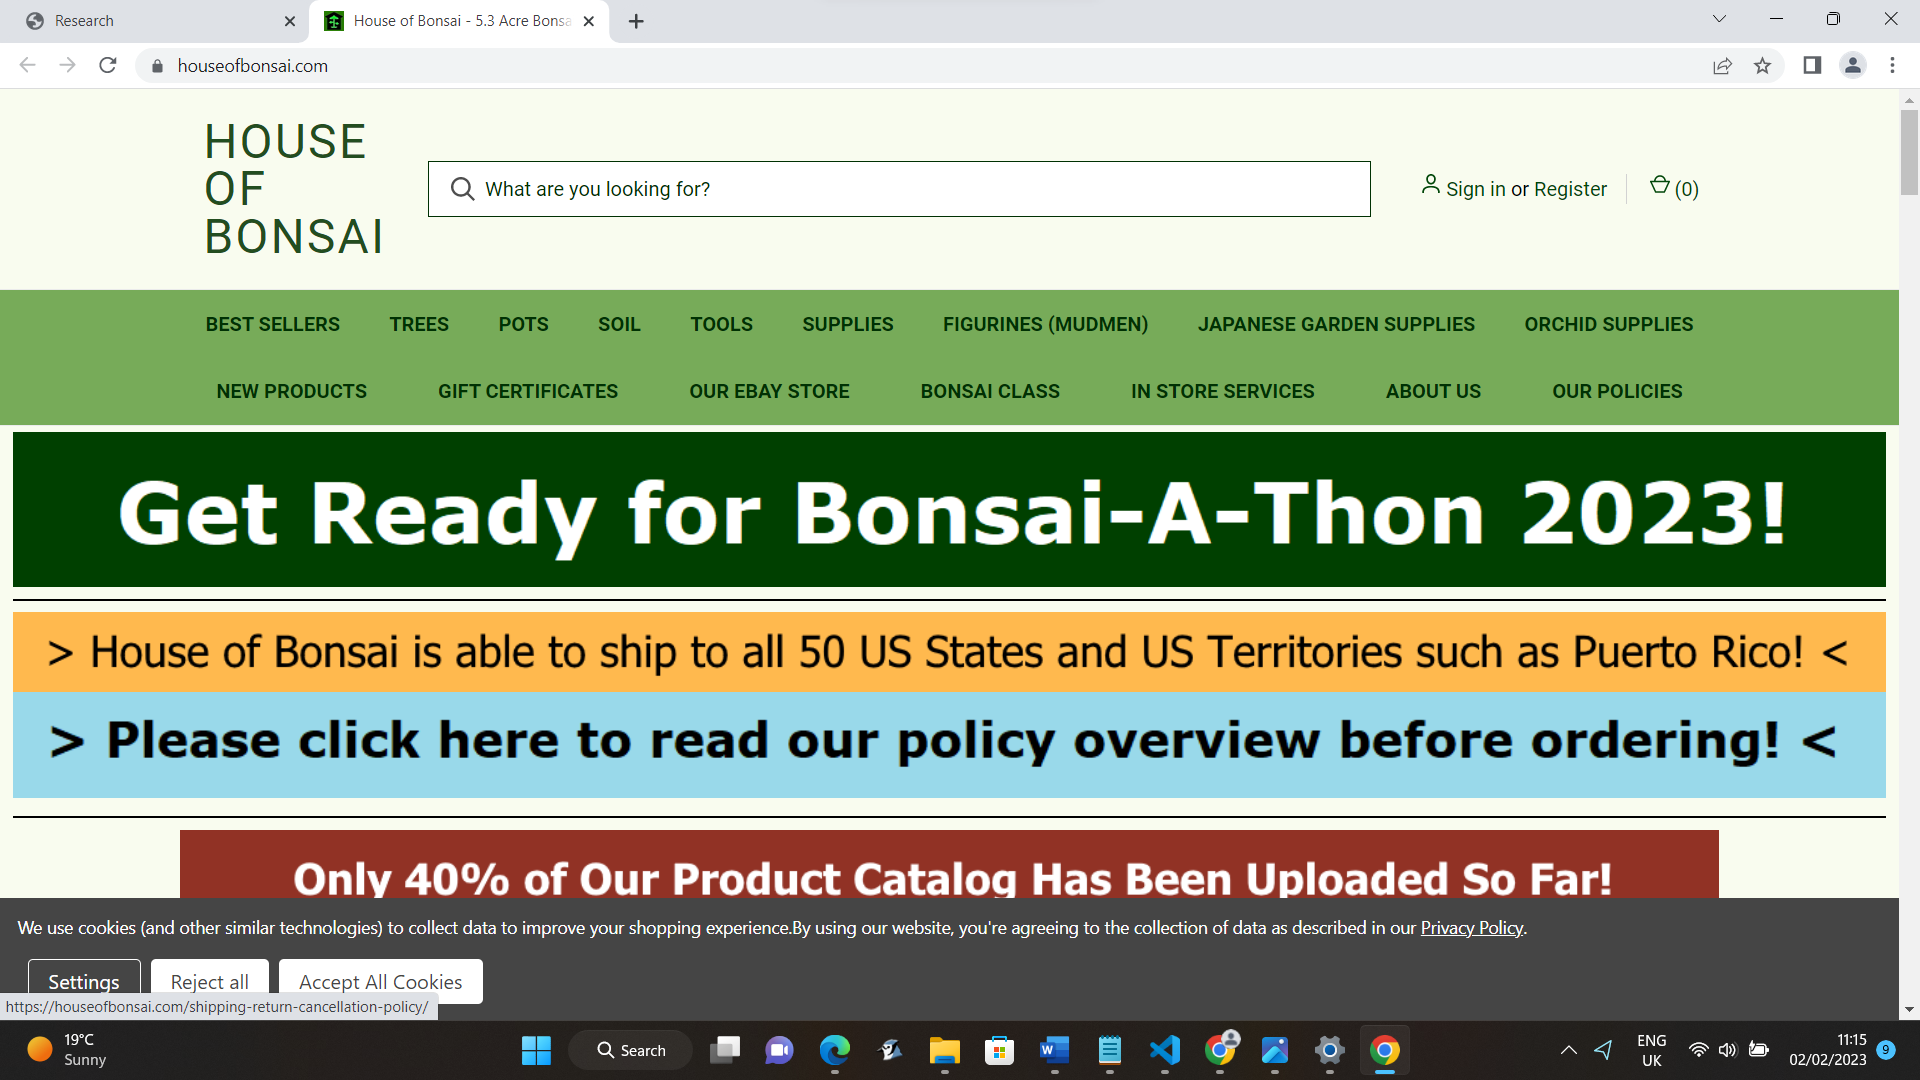 Research
House of Bonsai - 5.3 Acre Bonsa
houseofbonsai.com
HOUSE
OF
BONSAI
What are you looking for?
Sign in or Register
(0)
BEST SELLERS TREES POTS SOIL TOOLS SUPPLIES FIGURINES (MUDMEN) JAPANESE GARDEN SUPPLIES ORCHID SUPPLIES
NEW PRODUCTS GIFT CERTIFICATES OUR EBAY STORE BONSAI CLASS IN STORE SERVICES ABOUT US OUR POLICIES
Get Ready for Bonsai-A-Thon 2023!
> House of Bonsai is able to ship to all 50 US States and US Territories such as Puerto Rico! <
> Please click here to read our policy overview before ordering! <
Only 40% of Our Product Catalog Has Been Uploaded So Far!
We use cookies (and other similar technologies) to collect data to improve your shopping experience.By using our website, you're agreeing to the collection of data as described in our Privacy Policy.
Settings Reject all Accept All Cookies
https://houseofbonsai.com/shipping-return-cancellation-policy/
19°C
Sunny
Search
ENG
UK
11:15
02/02/2023
9